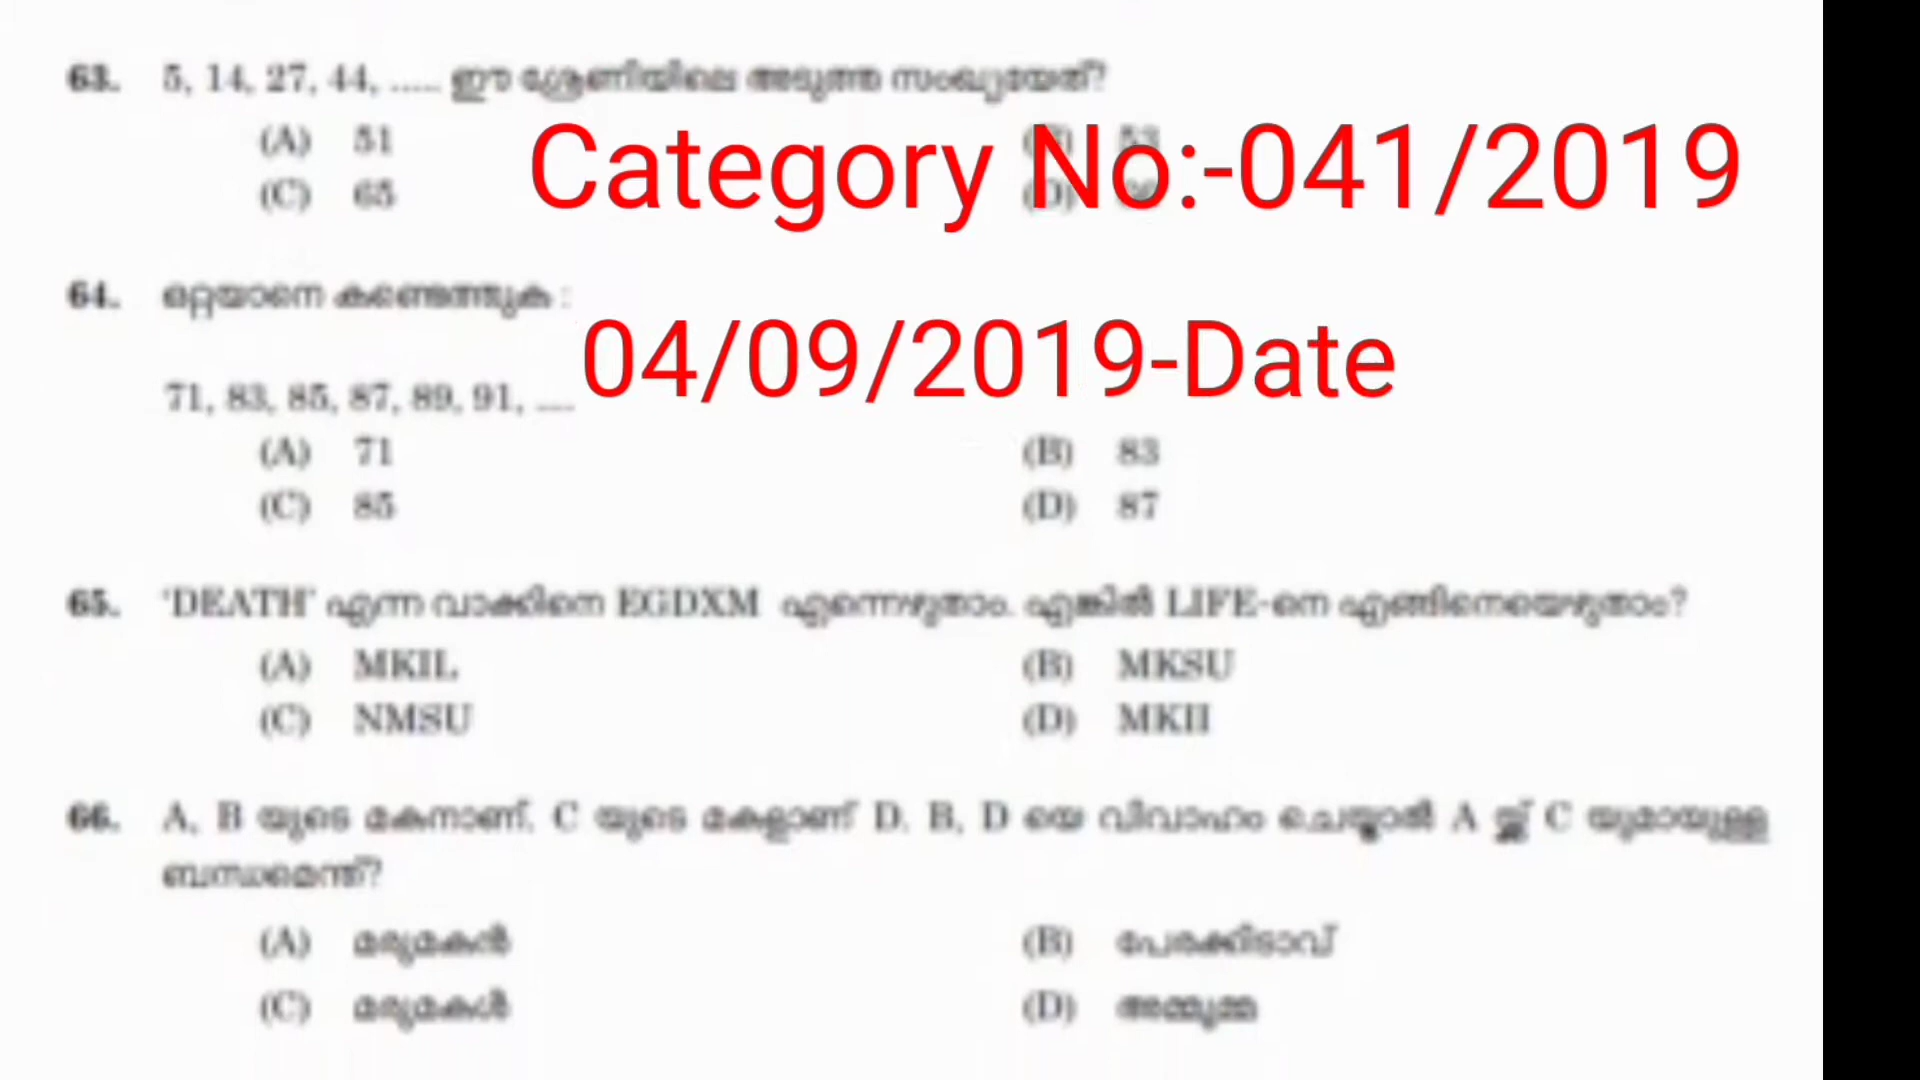 63. 5, 14, 27, 44, ..... ഈ ശ്രേണിയിലെ അടുത്ത സംഖ്യയേത്?
(A) 51 (B) 53
(C) 65
Category No:-041/2019
64. ഒറ്റയാനെ കണ്ടെത്തുക :
04/09/2019-Date
71, 83, 85, 87, 89, 91, ....
(A) 71 (B) 83
(C) 85 (D) 87
65. 'DEATH' എന്ന വാക്കിനെ EGDXM എന്നെഴുതാം. എങ്കിൽ LIFE-നെ എങ്ങിനെയെഴുതാം?
(A) MKIL (B) MKSU
(C) NMSU (D) MKII
66. A, B യുടെ മകനാണ്. C യുടെ മകളാണ് D. B, D യെ വിവാഹം ചെയ്താൽ A യ്ക്ക് C യുമായുള്ള
ബന്ധമെന്ത്?
(A) മരുമകൻ (B) പേരക്കിടാവ്
(C) മരുമകൾ (D) അമ്മൂമ്മ